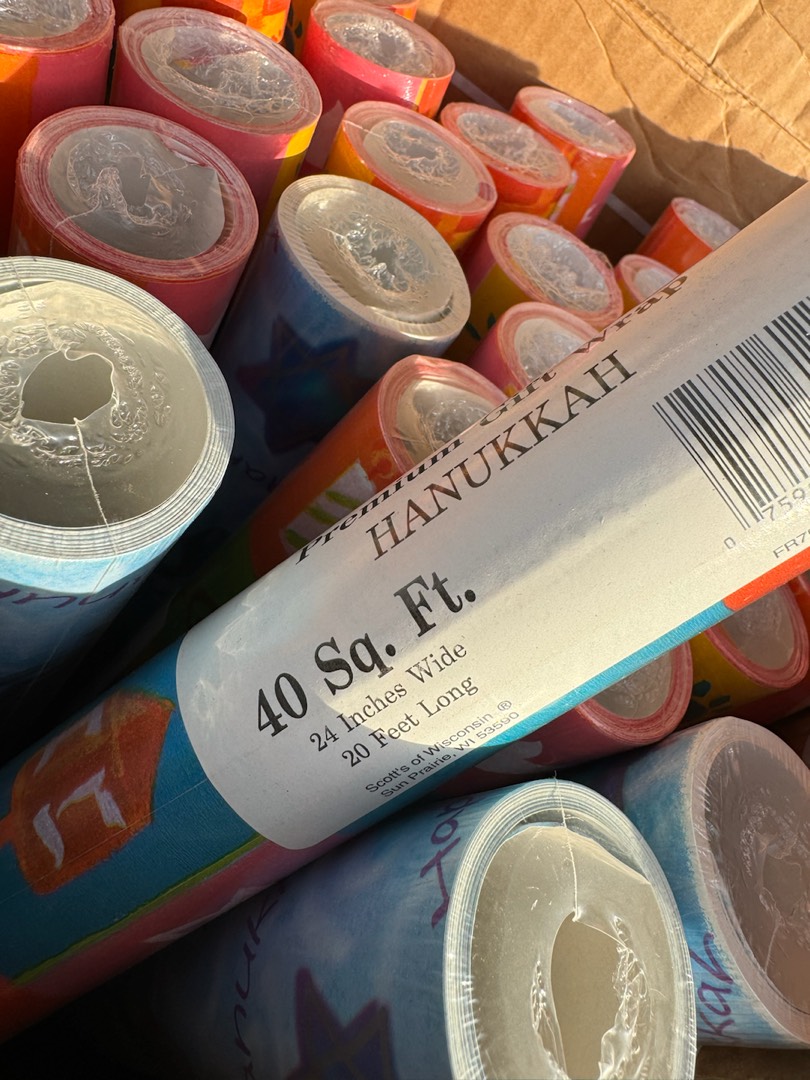 Premium Gift Wrap
HANUKKAH
40 Sq. Ft.
24 Inches Wide
20 Feet Long
Scott's of Wisconsin ®
Sun Prairie, WI 53590
0
ה